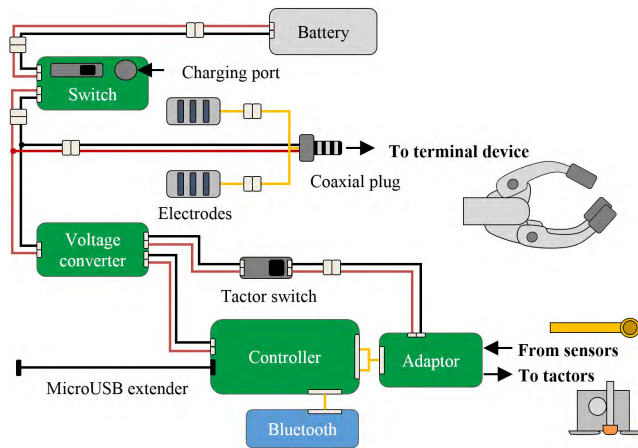 Battery
Charging port
Switch
To terminal device
Coaxial plug
Electrodes
Voltage
converter
Tactor switch
Controller
Adaptor
From sensors
To tactors
MicroUSB extender
Bluetooth